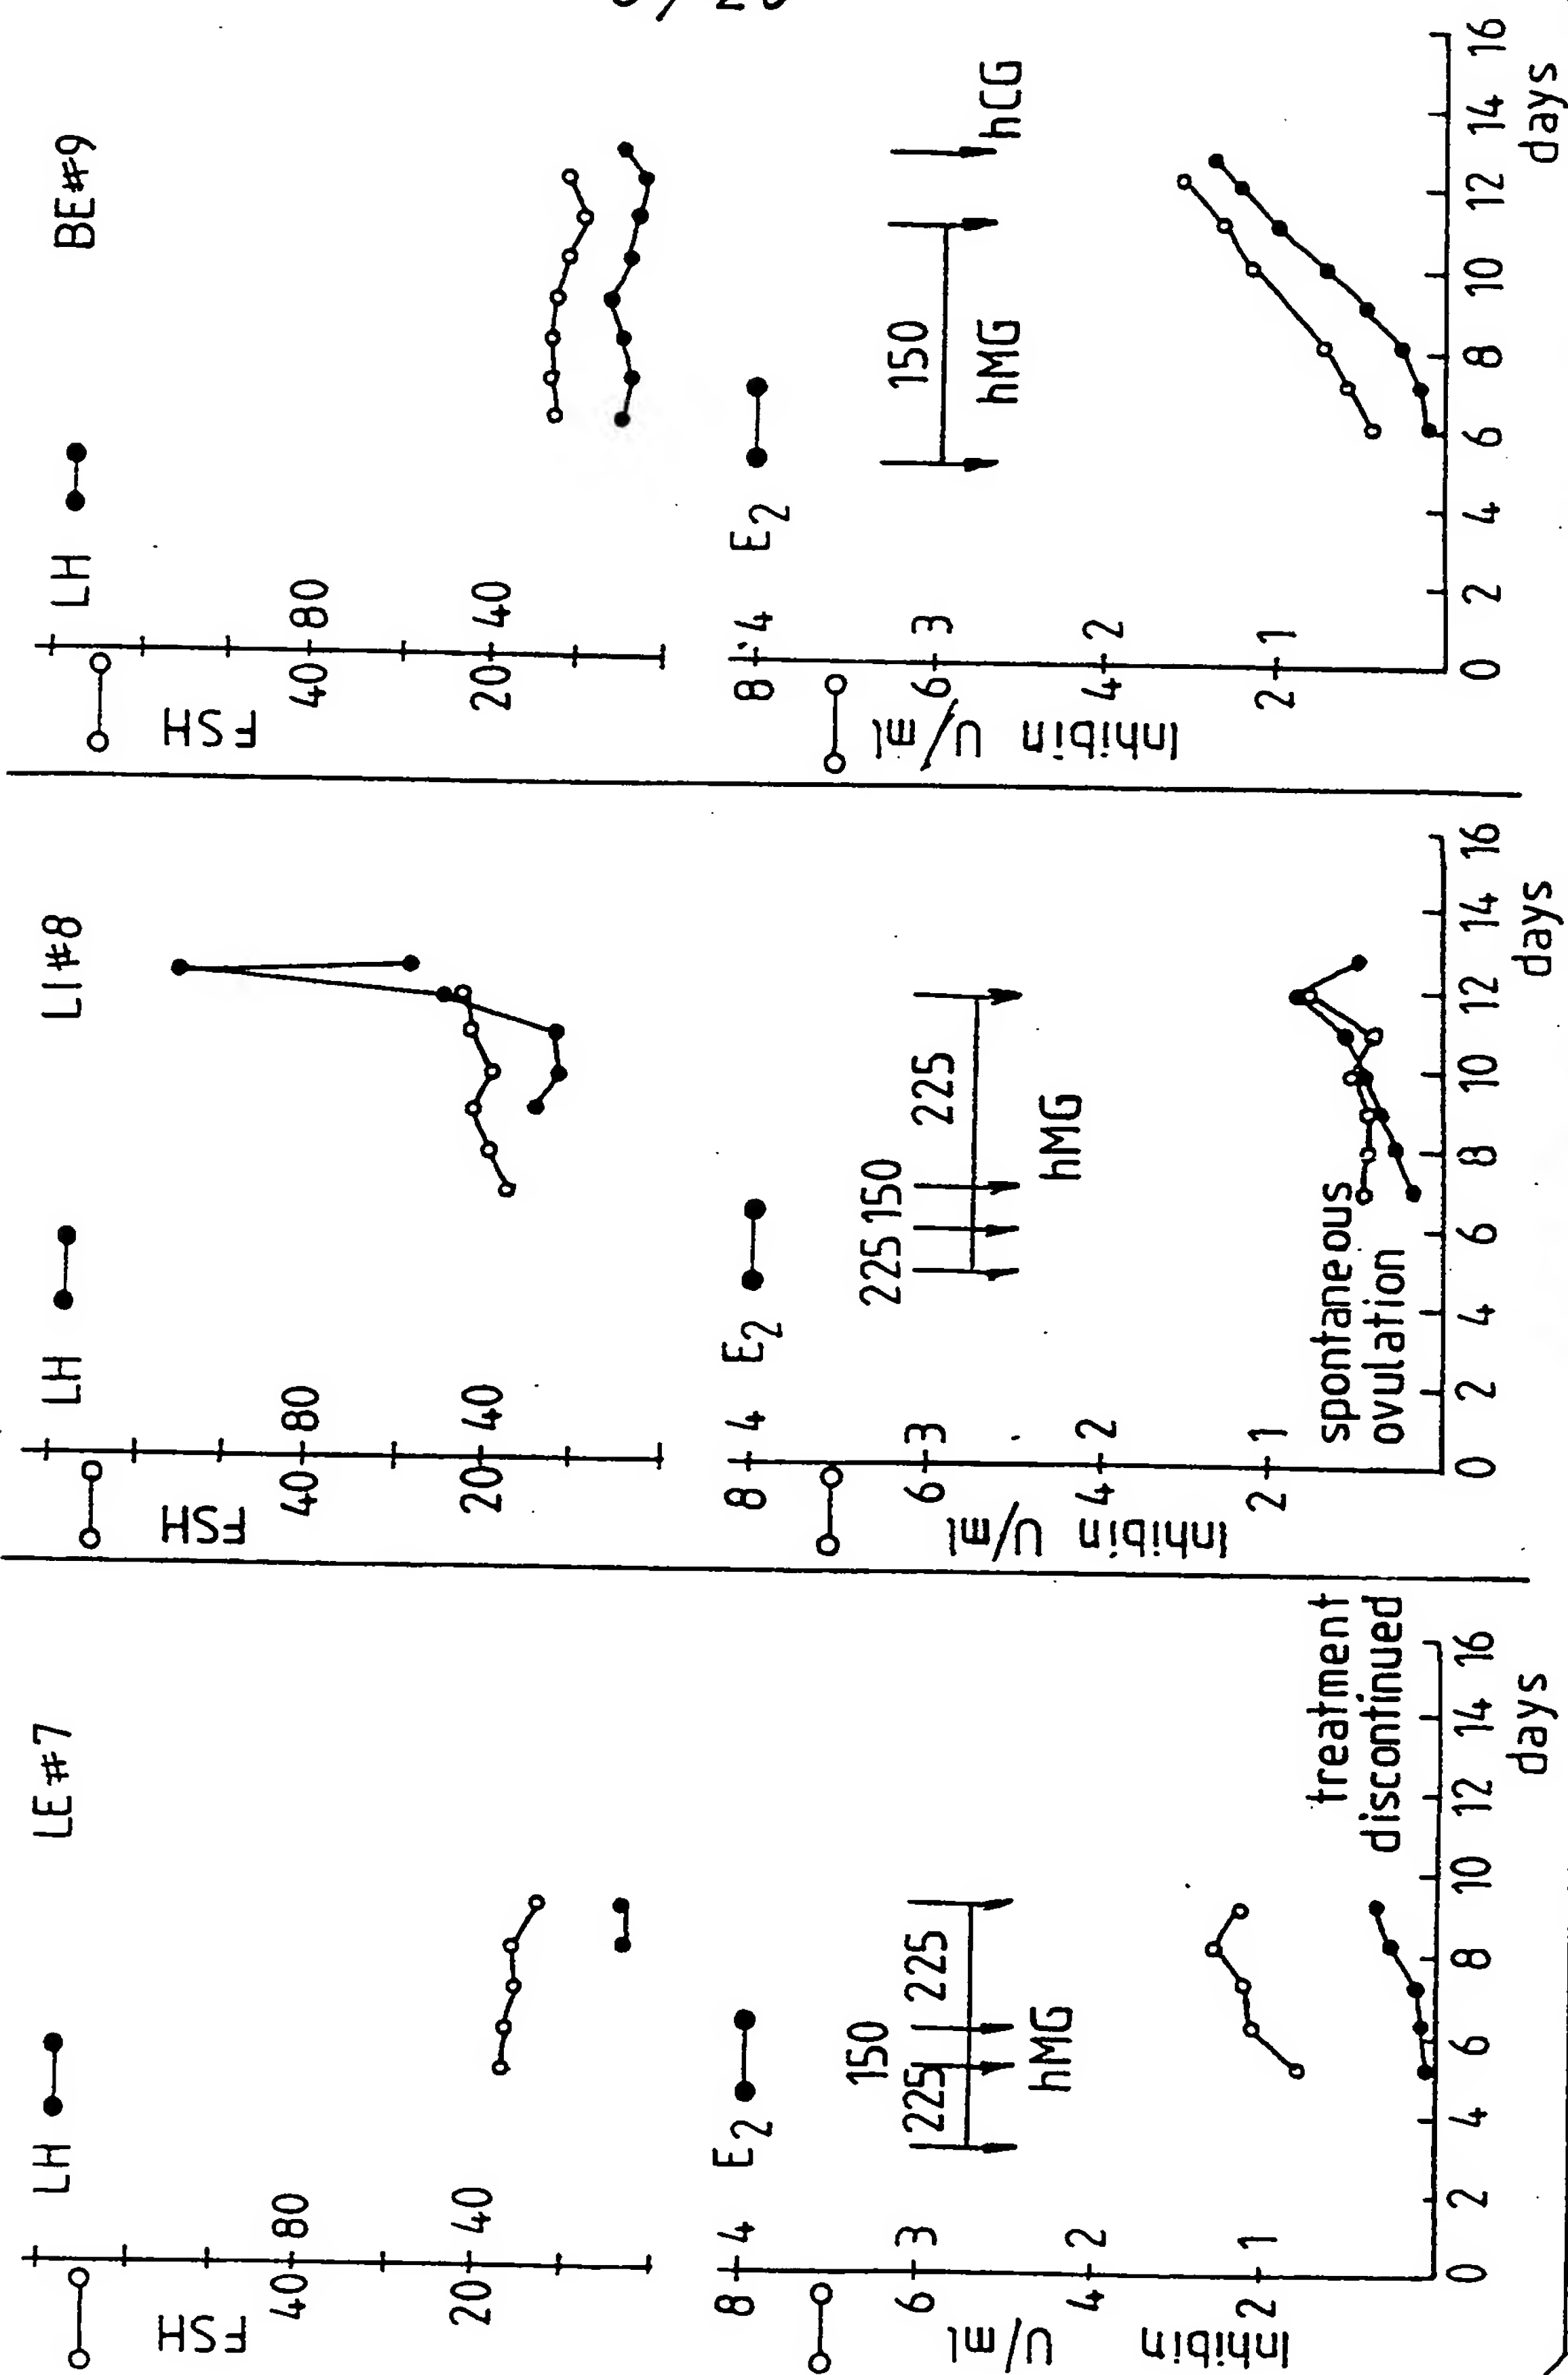 LE #7
LH
FSH
40 80
20 40
E2
8 4
6 3
4 2
2 1
Inhibin U/ml
150
225 225
hMG
treatment
discontinued
0 2 4 6 8 10 12 14 16
days
LI #8
LH
FSH
40 80
20 40
E2
8 4
6 3
4 2
2 1
Inhibin U/ml
225 150
225
hMG
spontaneous
ovulation
0 2 4 6 8 10 12 14 16
days
BE #9
LH
FSH
40 80
20 40
E2
8 4
6 3
4 2
2 1
Inhibin U/ml
150
hMG
hCG
0 2 4 6 8 10 12 14 16
days